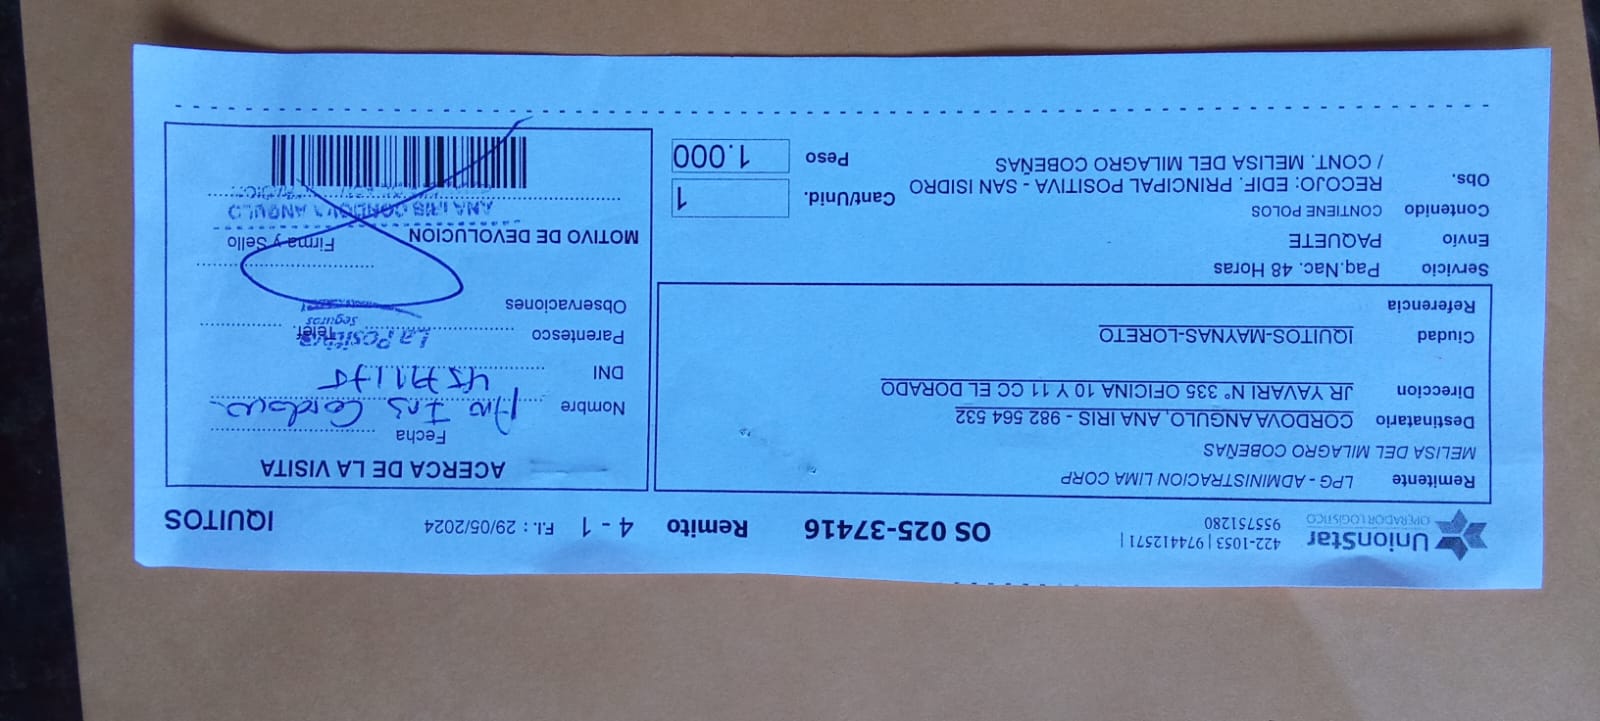 UnionStar
OPERADOR LOGISTICO
422-1053 | 974412571 |
955751280
OS 025-37416
Remito 4 - 1 F.I. : 29/05/2024 IQUITOS
Remitente LPG - ADMINISTRACION LIMA CORP
MELISA DEL MILAGRO COBEÑAS
Destinatario CORDOVA ANGULO, ANA IRIS - 982 564 532
Direccion JR YAVARI N° 335 OFICINA 10 Y 11 CC EL DORADO
Ciudad IQUITOS-MAYNAS-LORETO
Referencia
Servicio Paq.Nac. 48 Horas
Envio PAQUETE
Contenido CONTIENE POLOS
Obs. RECOJO: EDIF. PRINCIPAL POSITIVA - SAN ISIDRO
/ CONT. MELISA DEL MILAGRO COBEÑAS
Cant/Unid. 1
Peso 1.000
ACERCA DE LA VISITA
Fecha
Nombre Ana Iris Cordova
DNI
Parentesco La Positiva Telef.
Seguros
Observaciones
Firma y Sello
MOTIVO DE DEVOLUCION
ANA IRIS CORDOVA ANGULO